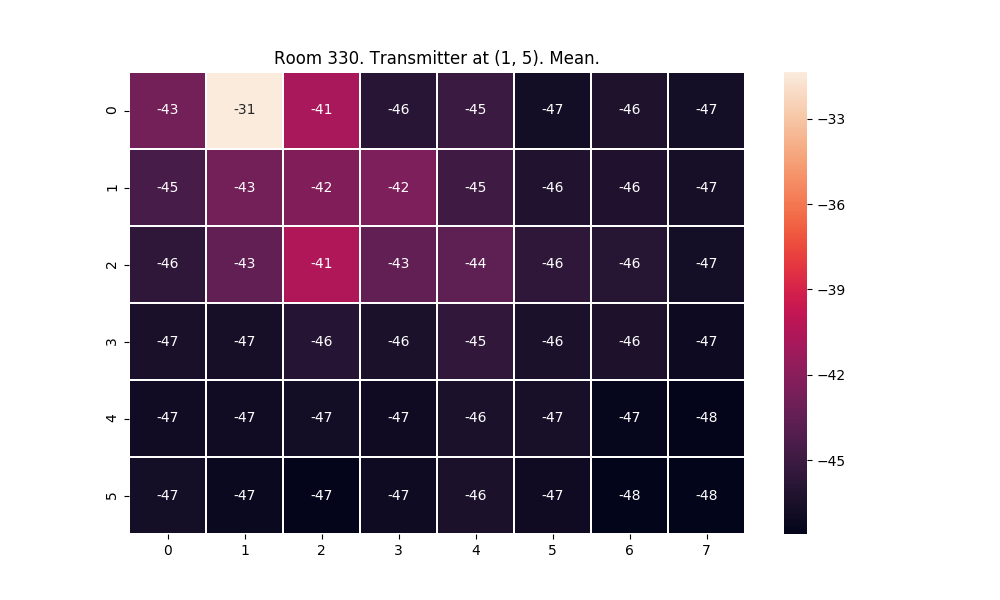 Room 330. Transmitter at (1, 5). Mean.
0 -43 -31 -41 -46 -45 -47 -46 -47
1 -45 -43 -42 -42 -45 -46 -46 -47
2 -46 -43 -41 -43 -44 -46 -46 -47
3 -47 -47 -46 -46 -45 -46 -46 -47
4 -47 -47 -47 -47 -46 -47 -47 -48
5 -47 -47 -47 -47 -46 -47 -48 -48
0 1 2 3 4 5 6 7
−33
−36
−39
−42
−45